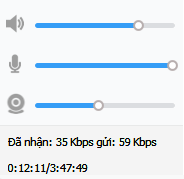 Đã nhận: 35 Kbps gửi: 59 Kbps
0:12:11/3:47:49